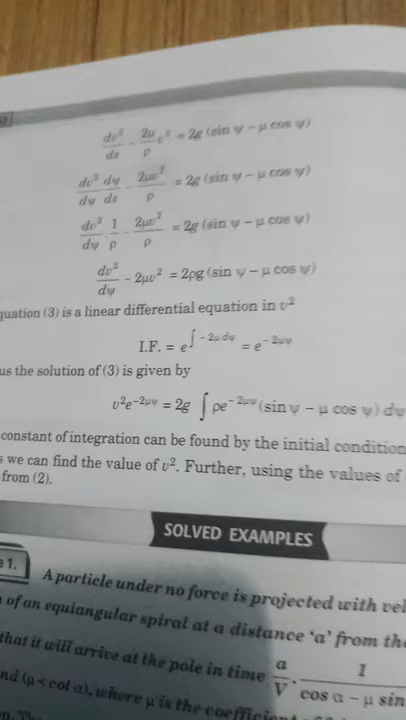 dv²/ds - 2μ/ρ v² = 2g (sin ψ – μ cos ψ)
dv²/dψ dψ/ds - 2μv²/ρ = 2g (sin ψ – μ cos ψ)
dv²/dψ . 1/ρ - 2μv²/ρ = 2g (sin ψ – μ cos ψ)
dv²/dψ - 2μv² = 2ρg (sin ψ – μ cos ψ)
quation (3) is a linear differential equation in v²
I.F. = e^∫ – 2μ dψ = e^– 2μψ
us the solution of (3) is given by
v²e^–2μψ = 2g ∫ ρe^– 2μψ (sin ψ – μ cos ψ) dψ
constant of integration can be found by the initial condition
s we can find the value of v². Further, using the values of
from (2).
SOLVED EXAMPLES
1.
A particle under no force is projected with vel
of an equiangular spiral at a distance 'a' from the
that it will arrive at the pole in time a/V . 1/cos α – μ sin
nd (μ < cot α), where μ is the coefficient